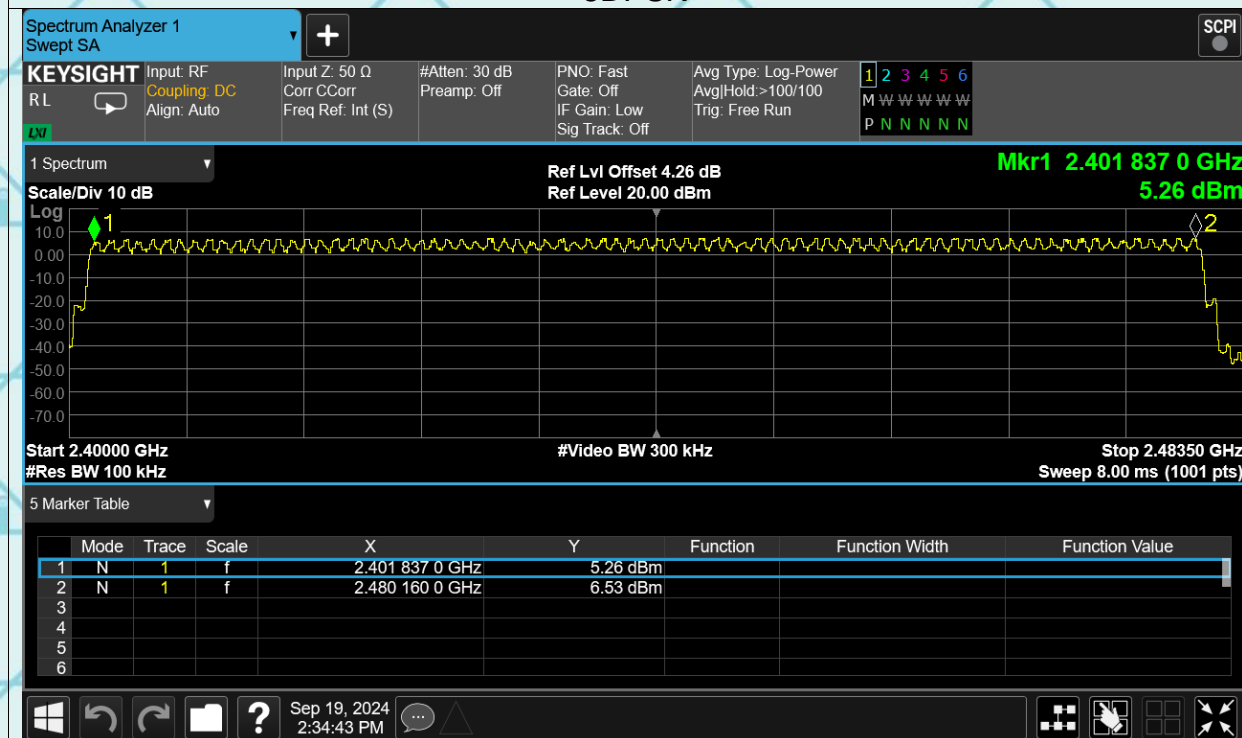 Spectrum Analyzer 1
Swept SA
+
SCPI
KEYSIGHT
RL
LXI
Input: RF
Coupling: DC
Align: Auto
Input Z: 50 Ω
Corr CCorr
Freq Ref: Int (S)
#Atten: 30 dB
Preamp: Off
PNO: Fast
Gate: Off
IF Gain: Low
Sig Track: Off
Avg Type: Log-Power
Avg|Hold:>100/100
Trig: Free Run
1 2 3 4 5 6
M W W W W W
P N N N N N
1 Spectrum
Scale/Div 10 dB
Ref Lvl Offset 4.26 dB
Ref Level 20.00 dBm
Mkr1 2.401 837 0 GHz
5.26 dBm
Log
1
2
10.0
0.00
-10.0
-20.0
-30.0
-40.0
-50.0
-60.0
-70.0
Start 2.40000 GHz
#Video BW 300 kHz
Stop 2.48350 GHz
#Res BW 100 kHz
Sweep 8.00 ms (1001 pts)
5 Marker Table
Mode Trace Scale X Y Function Function Width Function Value
1 N 1 f 2.401 837 0 GHz 5.26 dBm
2 N 1 f 2.480 160 0 GHz 6.53 dBm
3
4
5
6
?
Sep 19, 2024
2:34:43 PM